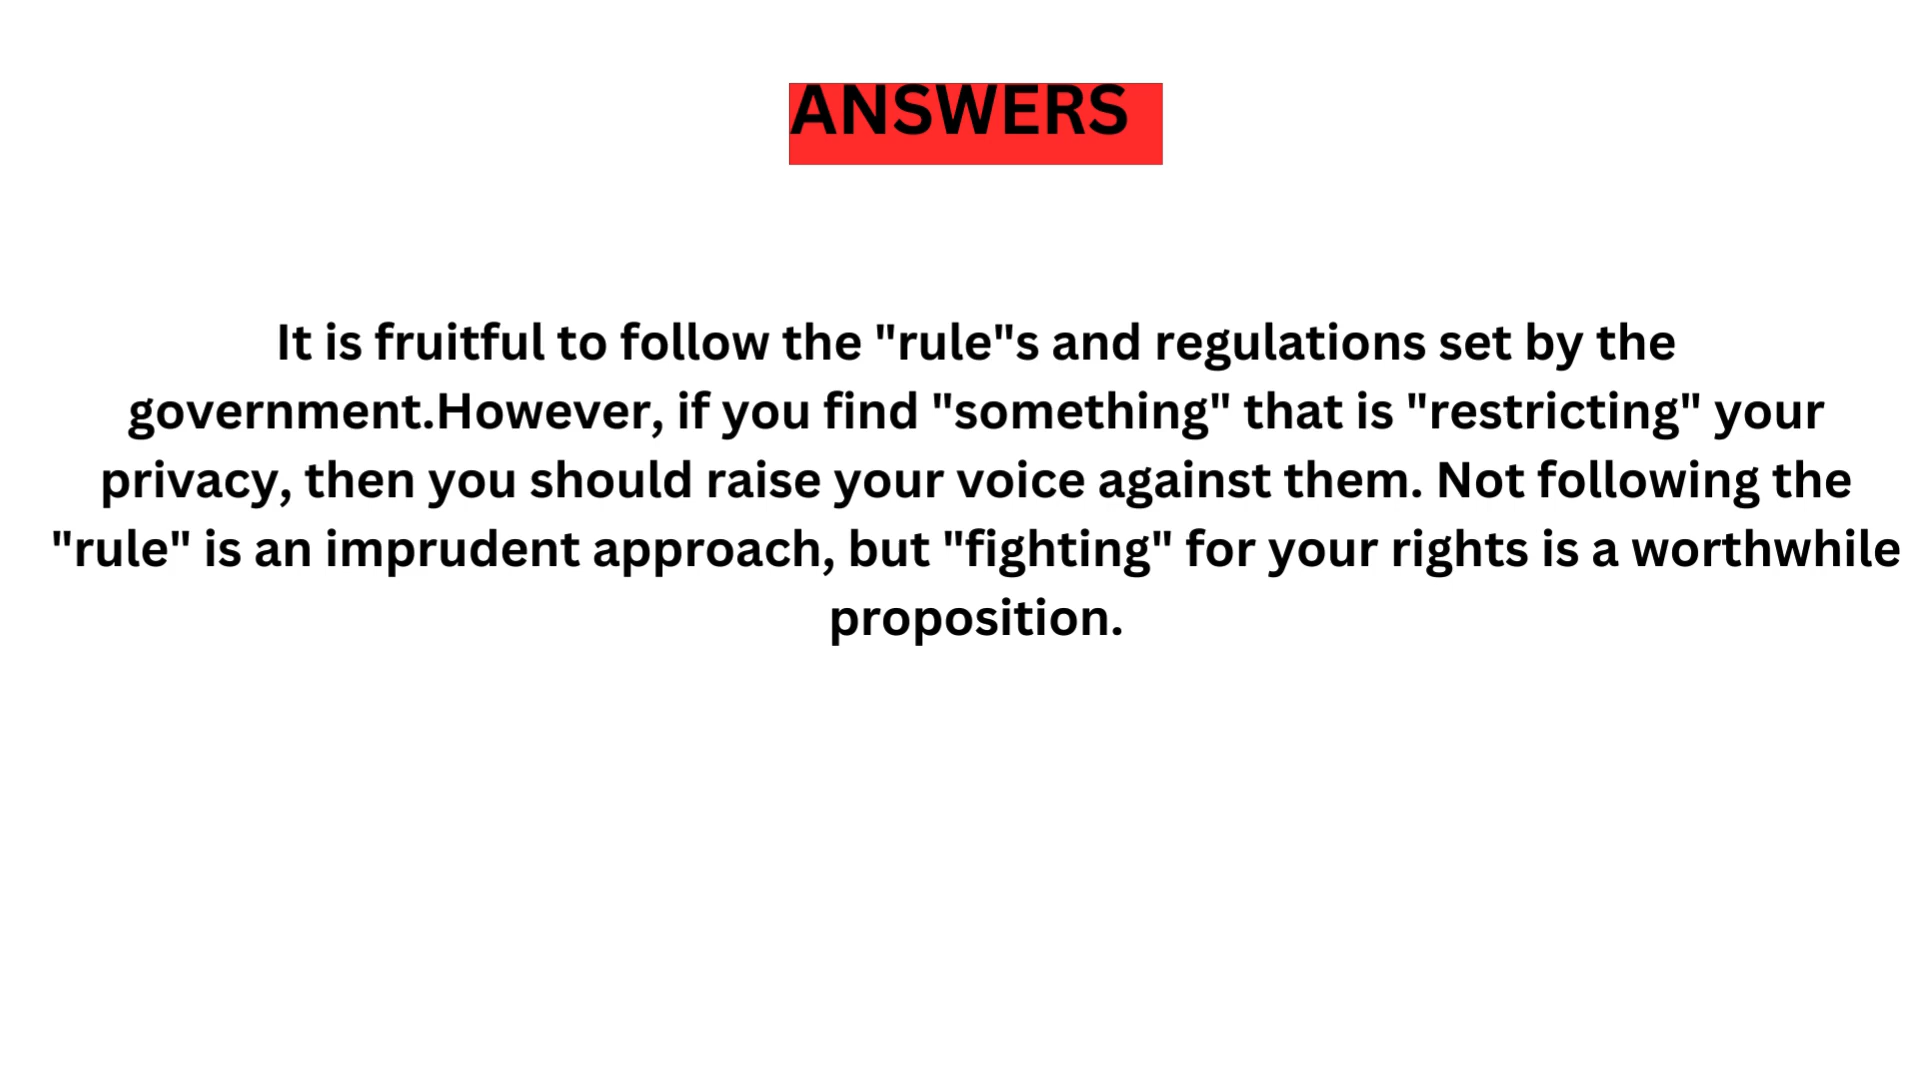 ANSWERS
It is fruitful to follow the "rule"s and regulations set by the
government.However, if you find "something" that is "restricting" your
privacy, then you should raise your voice against them. Not following the
"rule" is an imprudent approach, but "fighting" for your rights is a worthwhile
proposition.